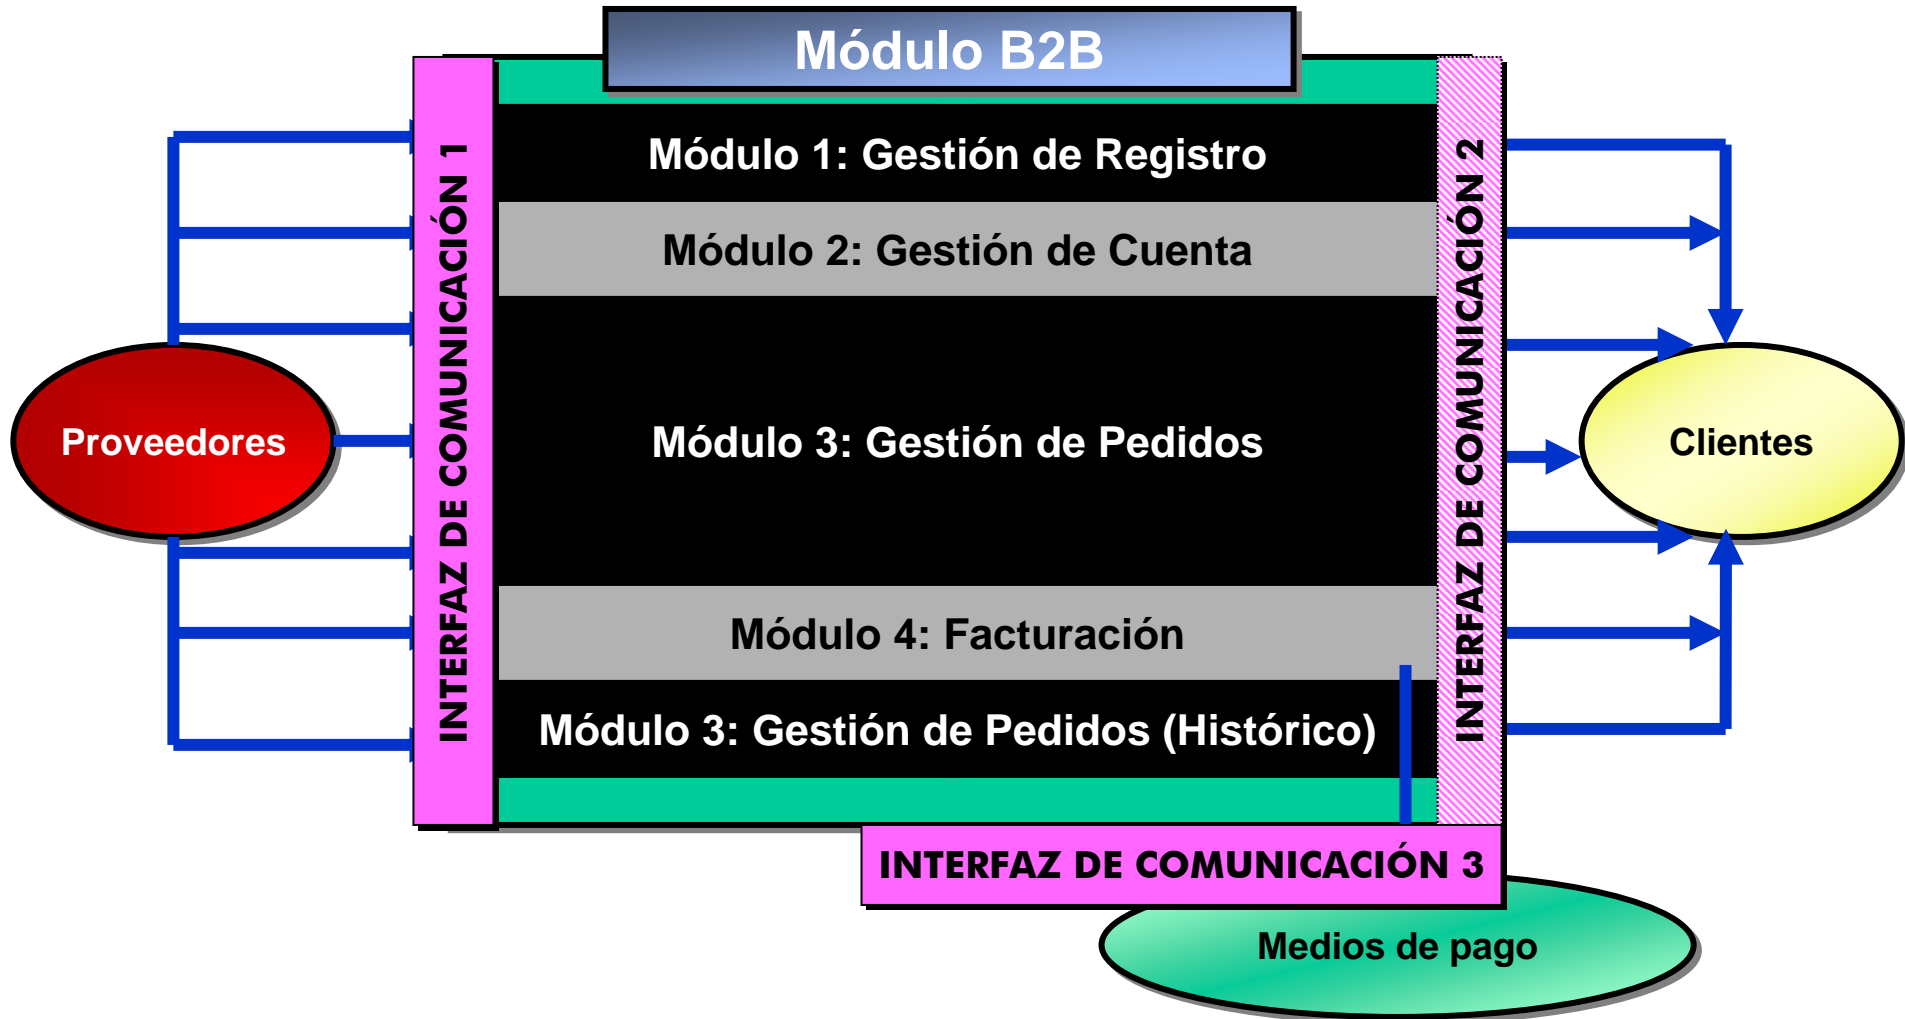 Módulo B2B
Módulo 1: Gestión de Registro
Módulo 2: Gestión de Cuenta
Módulo 3: Gestión de Pedidos
Módulo 4: Facturación
Módulo 3: Gestión de Pedidos (Histórico)
INTERFAZ DE COMUNICACIÓN 1
INTERFAZ DE COMUNICACIÓN 2
Proveedores
Clientes
INTERFAZ DE COMUNICACIÓN 3
Medios de pago